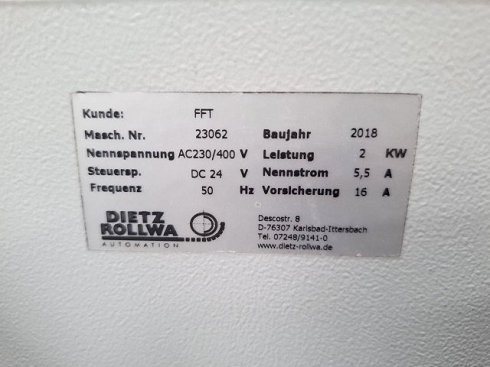 Kunde: FFT
Masch. Nr. 23062 Baujahr 2018
Nennspannung AC230/400 V Leistung 2 KW
Steuersp. DC 24 V Nennstrom 5,5 A
Frequenz 50 Hz Vorsicherung 16 A
DIETZ
ROLLWA
AUTOMATION
Descostr. 8
D-76307 Karlsbad-Ittersbach
Tel. 07248/9141-0
www.dietz-rollwa.de